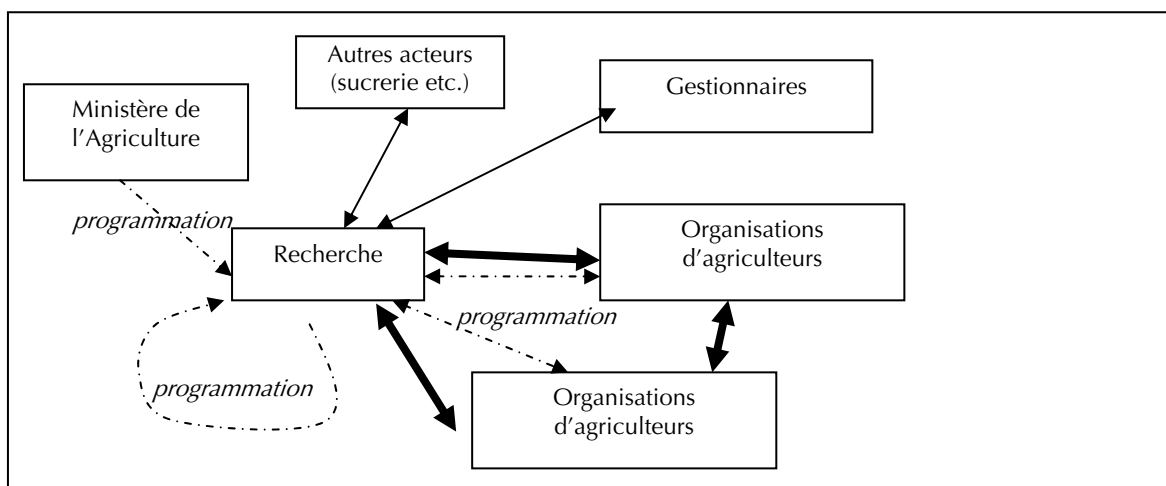 Autres acteurs
(sucrerie etc.)
Gestionnaires
Ministère de
l'Agriculture
programmation
Recherche
Organisations
d'agriculteurs
programmation
programmation
Organisations
d'agriculteurs